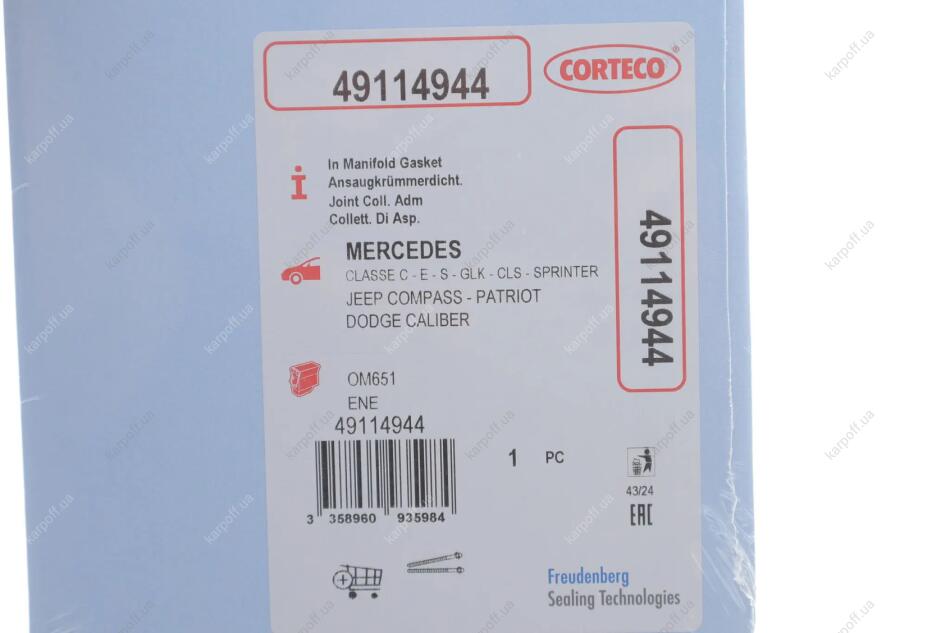 49114944
CORTECO®
49114944
In Manifold Gasket
Ansaugkrümmerdicht.
Joint Coll. Adm
Collett. Di Asp.
MERCEDES
CLASSE C - E - S - GLK - CLS - SPRINTER
JEEP COMPASS - PATRIOT
DODGE CALIBER
OM651
ENE
49114944
1 PC
3 358960 935984
43/24
EAC
Freudenberg
Sealing Technologies
karpoff.ua